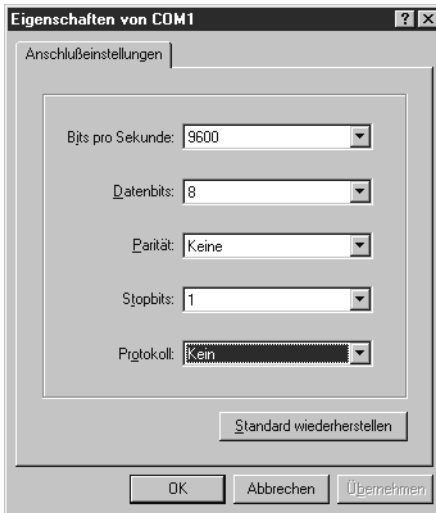 Eigenschaften von COM1
Anschlußeinstellungen
Bits pro Sekunde: 9600
Datenbits: 8
Parität: Keine
Stopbits: 1
Protokoll: Kein
Standard wiederherstellen
OK Abbrechen Übernehmen